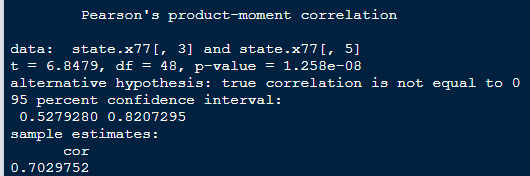 Pearson's product-moment correlation
data:  state.x77[, 3] and state.x77[, 5]
t = 6.8479, df = 48, p-value = 1.258e-08
alternative hypothesis: true correlation is not equal to 0
95 percent confidence interval:
 0.5279280 0.8207295
sample estimates:
      cor
0.7029752